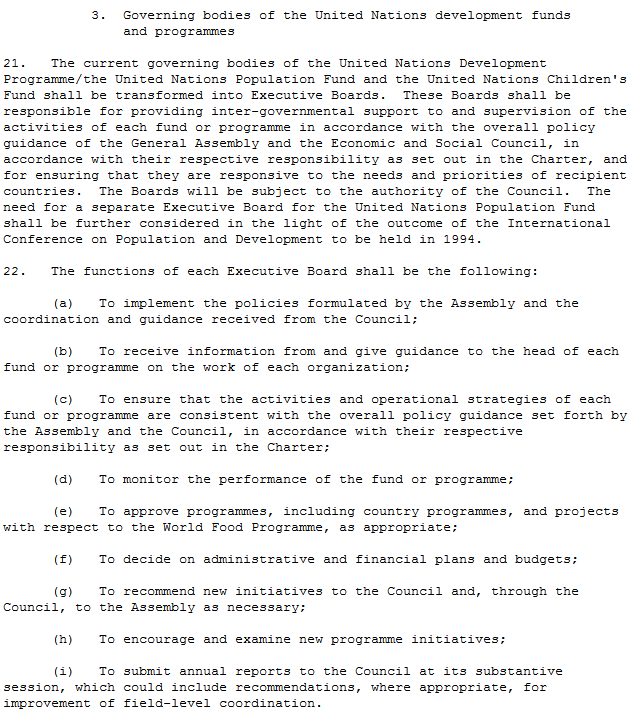 3. Governing bodies of the United Nations development funds
and programmes
21. The current governing bodies of the United Nations Development
Programme/the United Nations Population Fund and the United Nations Children's
Fund shall be transformed into Executive Boards. These Boards shall be
responsible for providing inter-governmental support to and supervision of the
activities of each fund or programme in accordance with the overall policy
guidance of the General Assembly and the Economic and Social Council, in
accordance with their respective responsibility as set out in the Charter, and
for ensuring that they are responsive to the needs and priorities of recipient
countries. The Boards will be subject to the authority of the Council. The
need for a separate Executive Board for the United Nations Population Fund
shall be further considered in the light of the outcome of the International
Conference on Population and Development to be held in 1994.
22. The functions of each Executive Board shall be the following:
(a) To implement the policies formulated by the Assembly and the
coordination and guidance received from the Council;
(b) To receive information from and give guidance to the head of each
fund or programme on the work of each organization;
(c) To ensure that the activities and operational strategies of each
fund or programme are consistent with the overall policy guidance set forth by
the Assembly and the Council, in accordance with their respective
responsibility as set out in the Charter;
(d) To monitor the performance of the fund or programme;
(e) To approve programmes, including country programmes, and projects
with respect to the World Food Programme, as appropriate;
(f) To decide on administrative and financial plans and budgets;
(g) To recommend new initiatives to the Council and, through the
Council, to the Assembly as necessary;
(h) To encourage and examine new programme initiatives;
(i) To submit annual reports to the Council at its substantive
session, which could include recommendations, where appropriate, for
improvement of field-level coordination.